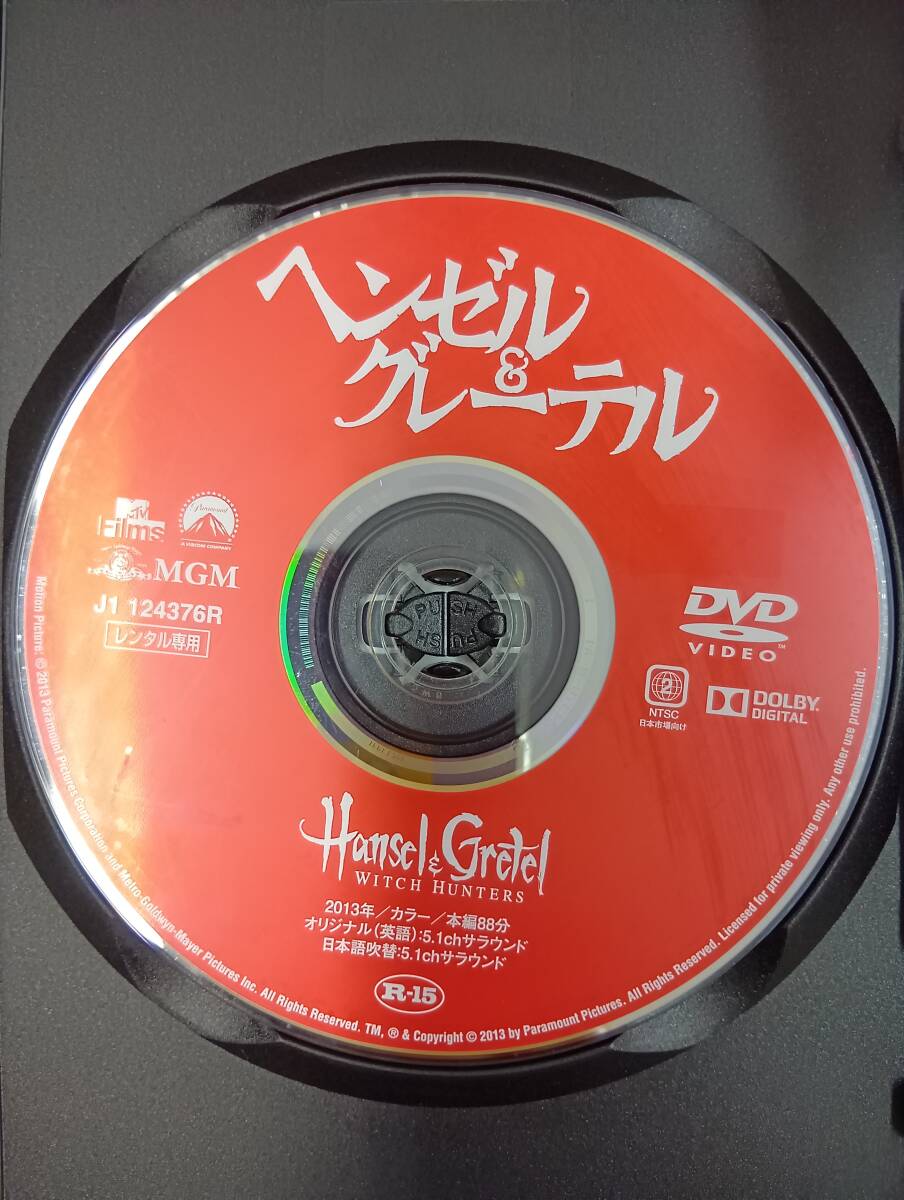 ヘンゼル
&
グレーテル
MTV
Films
Paramount
A VIACOM COMPANY
MGM
J1 124376R
レンタル専用
DVD
VIDEO
TM
2
NTSC
日本市場向け
DOLBY
DIGITAL
PUSH
PUSH
Hansel & Gretel
WITCH HUNTERS
2013年／カラー／本編88分
オリジナル(英語):5.1chサラウンド
日本語吹替:5.1chサラウンド
R-15
Motion Picture: © 2013 Paramount Pictures Corporation and Metro-Goldwyn-Mayer Pictures Inc. All Rights Reserved. TM, ® & Copyright © 2013 by Paramount Pictures. All Rights Reserved. Licensed for private viewing only. Any other use prohibited.